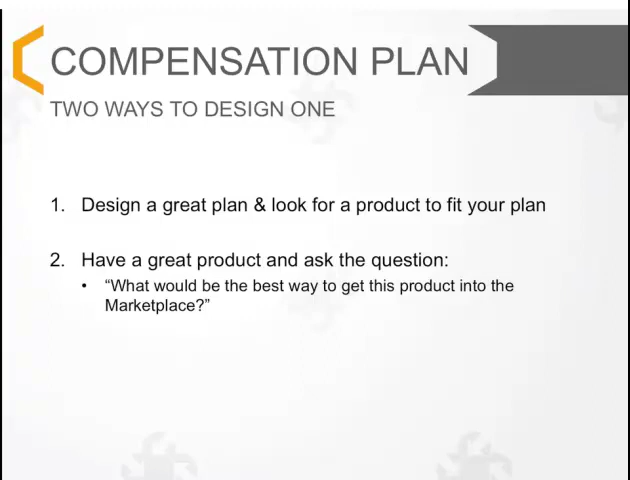 COMPENSATION PLAN
TWO WAYS TO DESIGN ONE
1. Design a great plan & look for a product to fit your plan
2. Have a great product and ask the question:
• “What would be the best way to get this product into the
Marketplace?”